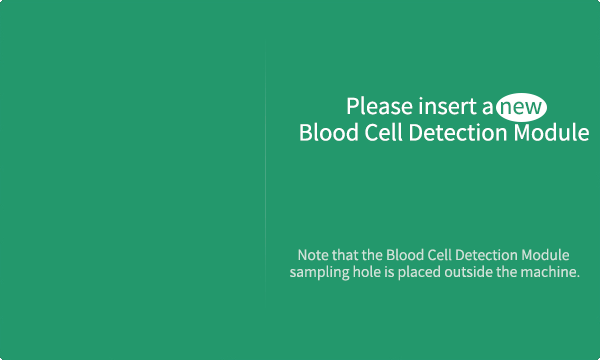 Please insert a new
Blood Cell Detection Module
Note that the Blood Cell Detection Module
sampling hole is placed outside the machine.